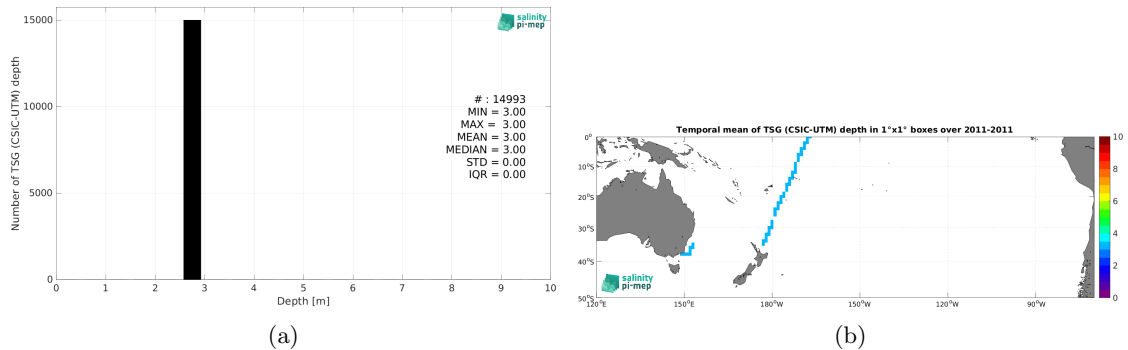 15000
10000
5000
0
Number of TSG (CSIC-UTM) depth
salinity
pi-mep
# : 14993
MIN = 3.00
MAX = 3.00
MEAN = 3.00
MEDIAN = 3.00
STD = 0.00
IQR = 0.00
0 1 2 3 4 5 6 7 8 9 10
Depth [m]
(a)
Temporal mean of TSG (CSIC-UTM) depth in 1°x1° boxes over 2011-2011
0°
10°S
20°S
30°S
40°S
50°S
120°E 150°E 180°W 150°W 120°W 90°W
salinity
pi-mep
10
8
6
4
2
0
(b)